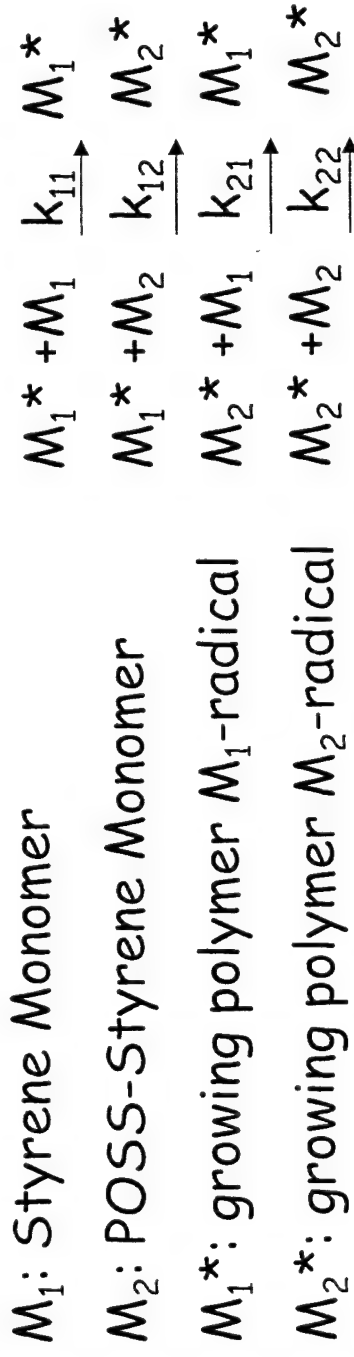 M₁: Styrene Monomer
M₂: POSS-Styrene Monomer
M₁*: growing polymer M₁-radical
M₂*: growing polymer M₂-radical
M₁* +M₁ k₁₁ M₁*
M₁* +M₂ k₁₂ M₂*
M₂* +M₁ k₂₁ M₁*
M₂* +M₂ k₂₂ M₂*